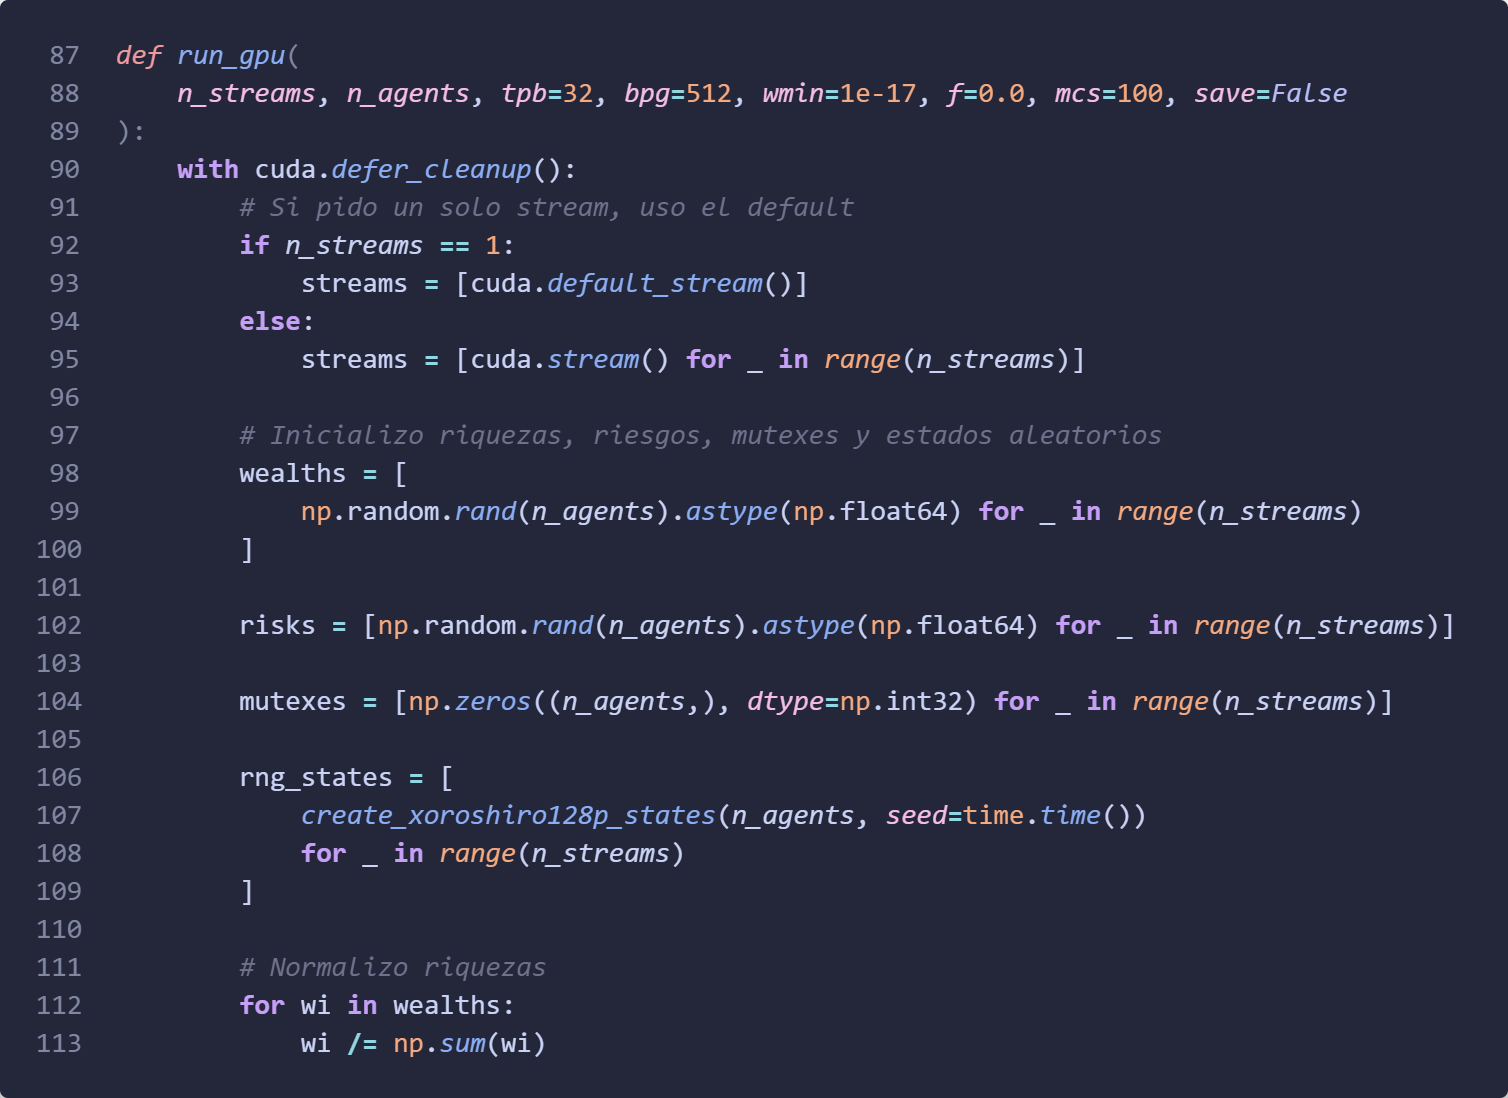 87 def run_gpu(
88     n_streams, n_agents, tpb=32, bpg=512, wmin=1e-17, f=0.0, mcs=100, save=False
89 ):
90     with cuda.defer_cleanup():
91         # Si pido un solo stream, uso el default
92         if n_streams == 1:
93             streams = [cuda.default_stream()]
94         else:
95             streams = [cuda.stream() for _ in range(n_streams)]
96
97         # Inicializo riquezas, riesgos, mutexes y estados aleatorios
98         wealths = [
99             np.random.rand(n_agents).astype(np.float64) for _ in range(n_streams)
100         ]
101
102         risks = [np.random.rand(n_agents).astype(np.float64) for _ in range(n_streams)]
103
104         mutexes = [np.zeros((n_agents,), dtype=np.int32) for _ in range(n_streams)]
105
106         rng_states = [
107             create_xoroshiro128p_states(n_agents, seed=time.time())
108             for _ in range(n_streams)
109         ]
110
111         # Normalizo riquezas
112         for wi in wealths:
113             wi /= np.sum(wi)